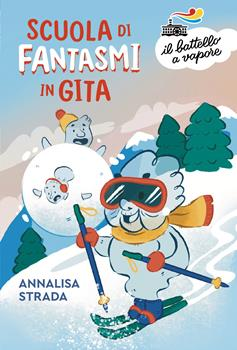 SCUOLA DI
FANTASMI
IN GITA
il battello
a vapore
ANNALISA
STRADA